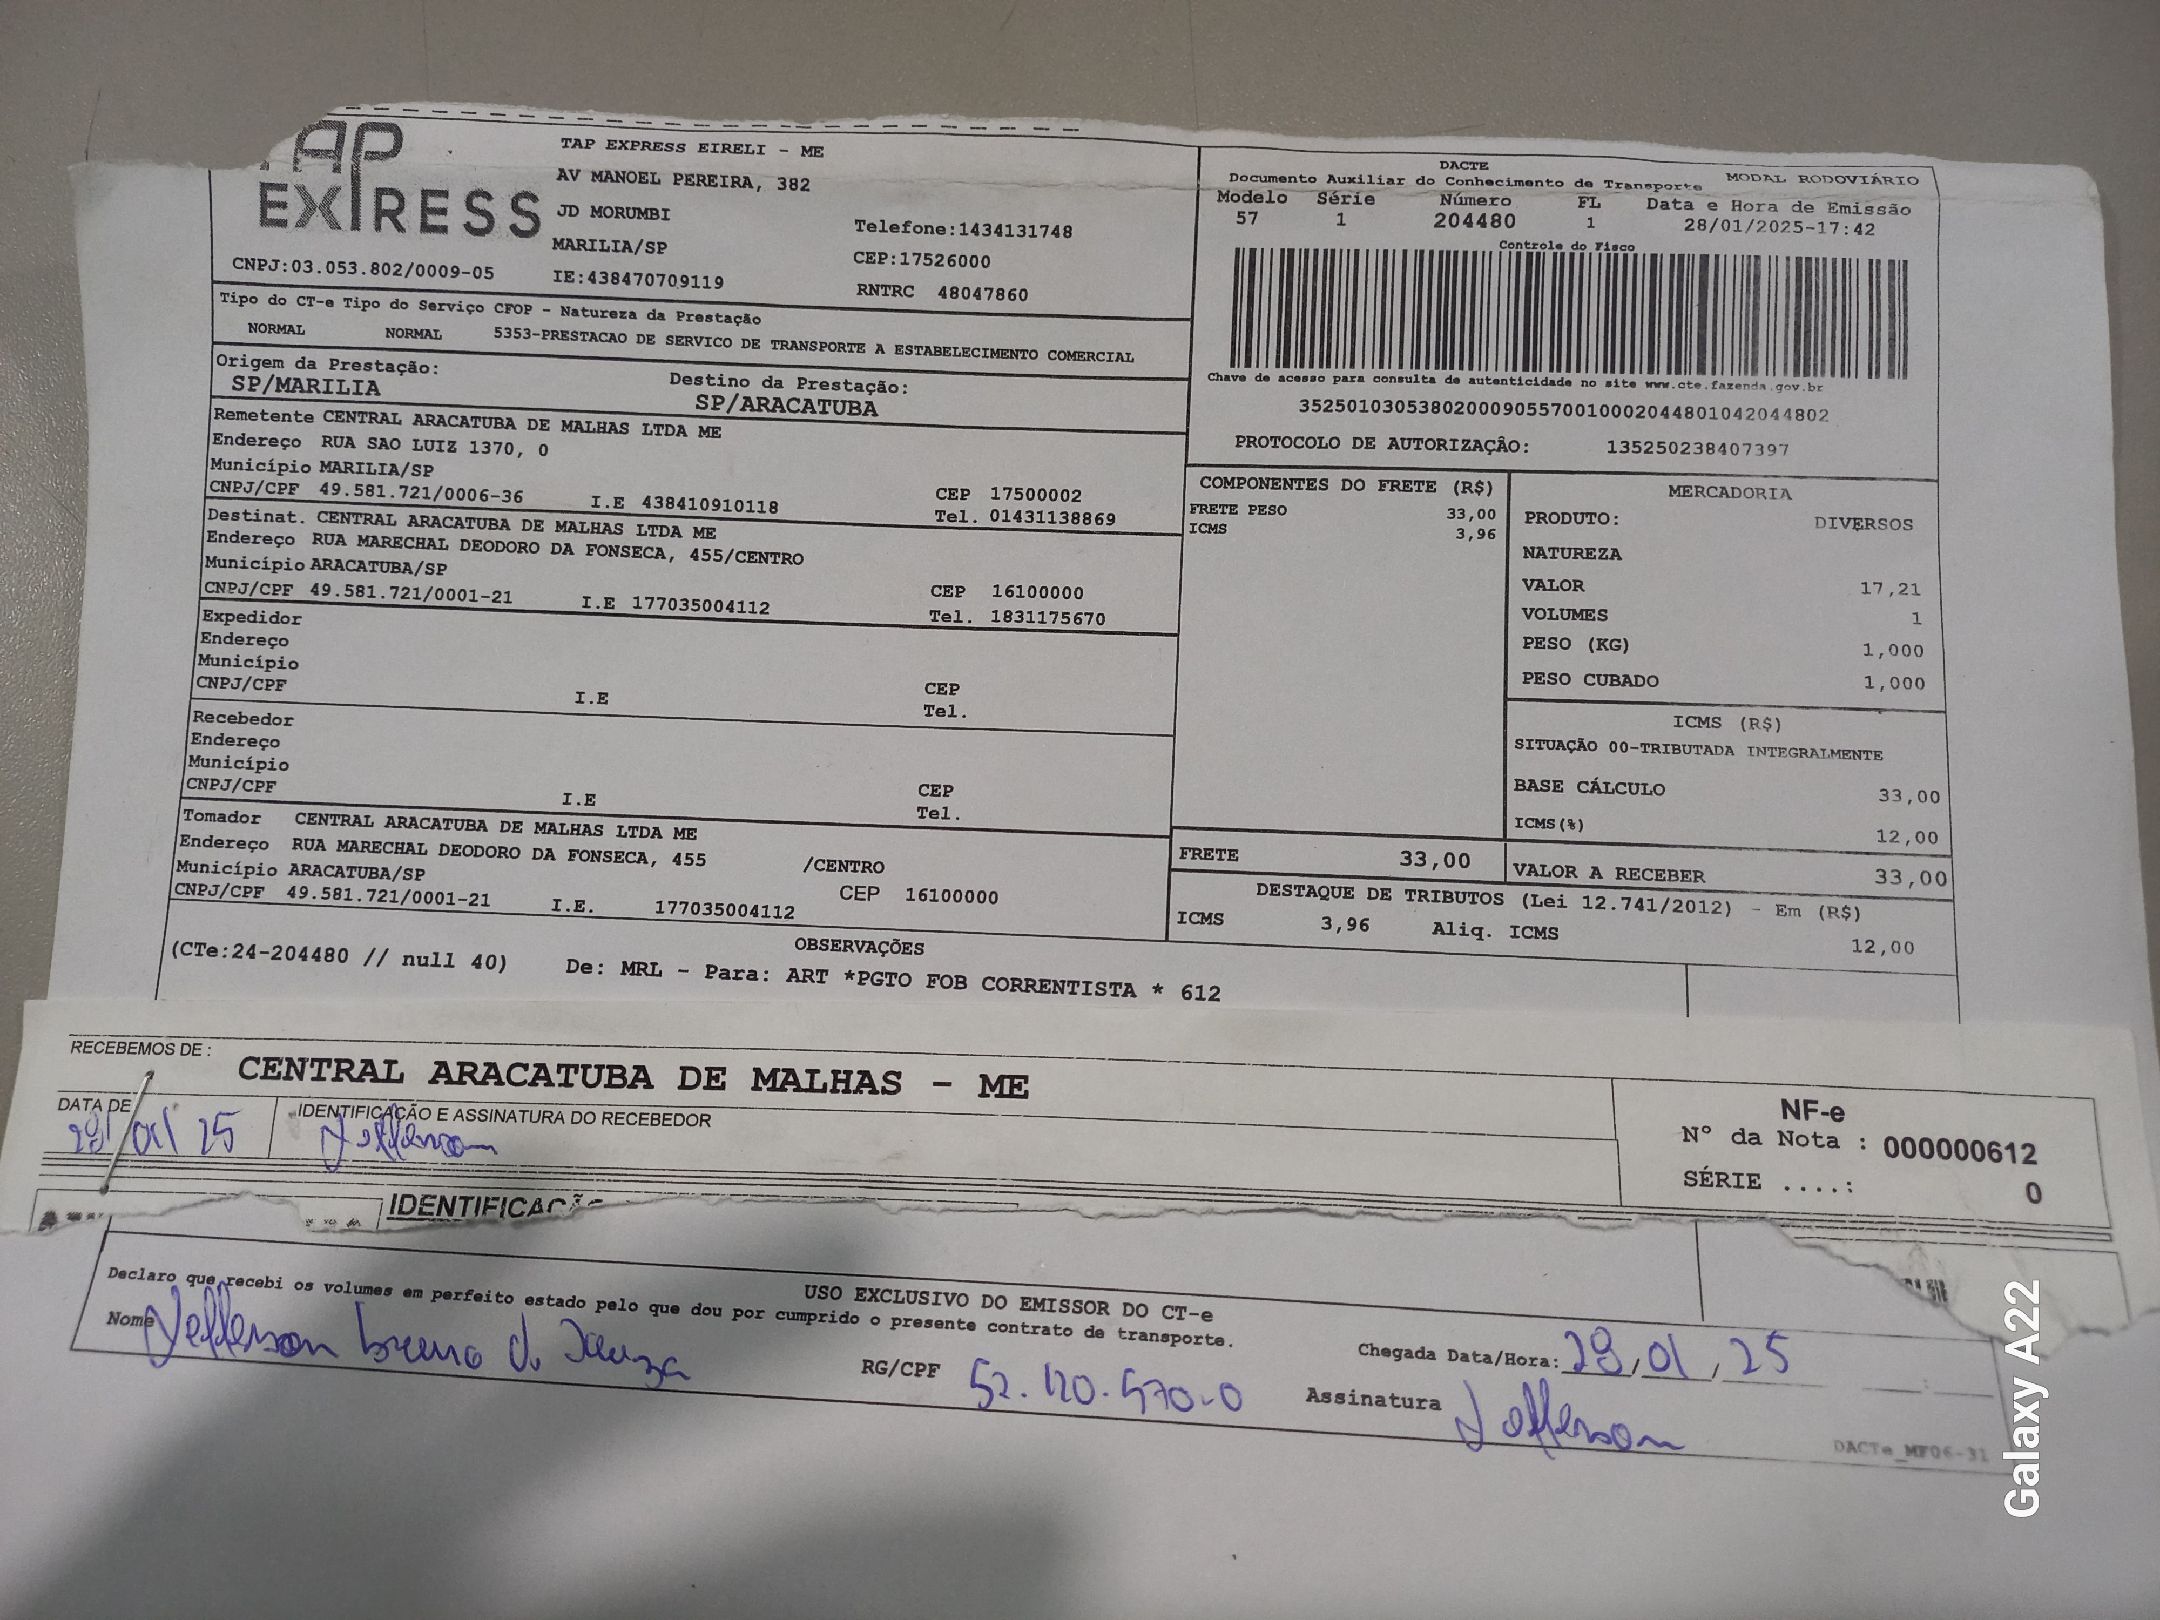 TAP EXPRESS
TAP EXPRESS EIRELI - ME
AV MANOEL PEREIRA, 382
JD MORUMBI
MARILIA/SP
Telefone:1434131748
CEP:17526000
CNPJ:03.053.802/0009-05
IE:438470709119
RNTRC 48047860
DACTE
Documento Auxiliar do Conhecimento de Transporte
MODAL RODOVIÁRIO
Modelo Série Número FL Data e Hora de Emissão
57 1 204480 1 28/01/2025-17:42
Controle do Fisco
Chave de acesso para consulta de autenticidade no site www.cte.fazenda.gov.br
35250103053802000905570010002044801042044802
PROTOCOLO DE AUTORIZAÇÂO: 135250238407397
Tipo do CT-e Tipo do Serviço CFOP - Natureza da Prestação
NORMAL NORMAL 5353-PRESTACAO DE SERVICO DE TRANSPORTE A ESTABELECIMENTO COMERCIAL
Origem da Prestação: Destino da Prestação:
SP/MARILIA SP/ARACATUBA
Remetente CENTRAL ARACATUBA DE MALHAS LTDA ME
Endereço RUA SAO LUIZ 1370, 0
Município MARILIA/SP CEP 17500002
CNPJ/CPF 49.581.721/0006-36 I.E 438410910118 Tel. 01431138869
Destinat. CENTRAL ARACATUBA DE MALHAS LTDA ME
Endereço RUA MARECHAL DEODORO DA FONSECA, 455/CENTRO
Município ARACATUBA/SP CEP 16100000
CNPJ/CPF 49.581.721/0001-21 I.E 177035004112 Tel. 1831175670
Expedidor
Endereço
Município CEP
CNPJ/CPF I.E Tel.
Recebedor
Endereço
Município CEP
CNPJ/CPF I.E Tel.
Tomador CENTRAL ARACATUBA DE MALHAS LTDA ME
Endereço RUA MARECHAL DEODORO DA FONSECA, 455 /CENTRO
Município ARACATUBA/SP CEP 16100000
CNPJ/CPF 49.581.721/0001-21 I.E. 177035004112
COMPONENTES DO FRETE (R$)
FRETE PESO 33,00
ICMS 3,96
MERCADORIA
PRODUTO: DIVERSOS
NATUREZA
VALOR 17,21
VOLUMES 1
PESO (KG) 1,000
PESO CUBADO 1,000
ICMS (R$)
SITUAÇÃO 00-TRIBUTADA INTEGRALMENTE
BASE CÁLCULO 33,00
ICMS(%) 12,00
FRETE 33,00 VALOR A RECEBER 33,00
DESTAQUE DE TRIBUTOS (Lei 12.741/2012) - Em (R$)
ICMS 3,96 Aliq. ICMS 12,00
OBSERVAÇÕES
(CTe:24-204480 // null 40) De: MRL - Para: ART *PGTO FOB CORRENTISTA * 612
RECEBEMOS DE :
CENTRAL ARACATUBA DE MALHAS - ME
DATA DE
29/01/25
IDENTIFICAÇÃO E ASSINATURA DO RECEBEDOR
Jefferson
NF-e
N° da Nota : 000000612
SÉRIE ....: 0
USO EXCLUSIVO DO EMISSOR DO CT-e
Declaro que recebi os volumes em perfeito estado pelo que dou por cumprido o presente contrato de transporte.
Nome Jefferson bruno d Souza
RG/CPF 52.120.570-0
Chegada Data/Hora: 29/01/25
Assinatura Jefferson
DACTe_MF06-31
Galaxy A22